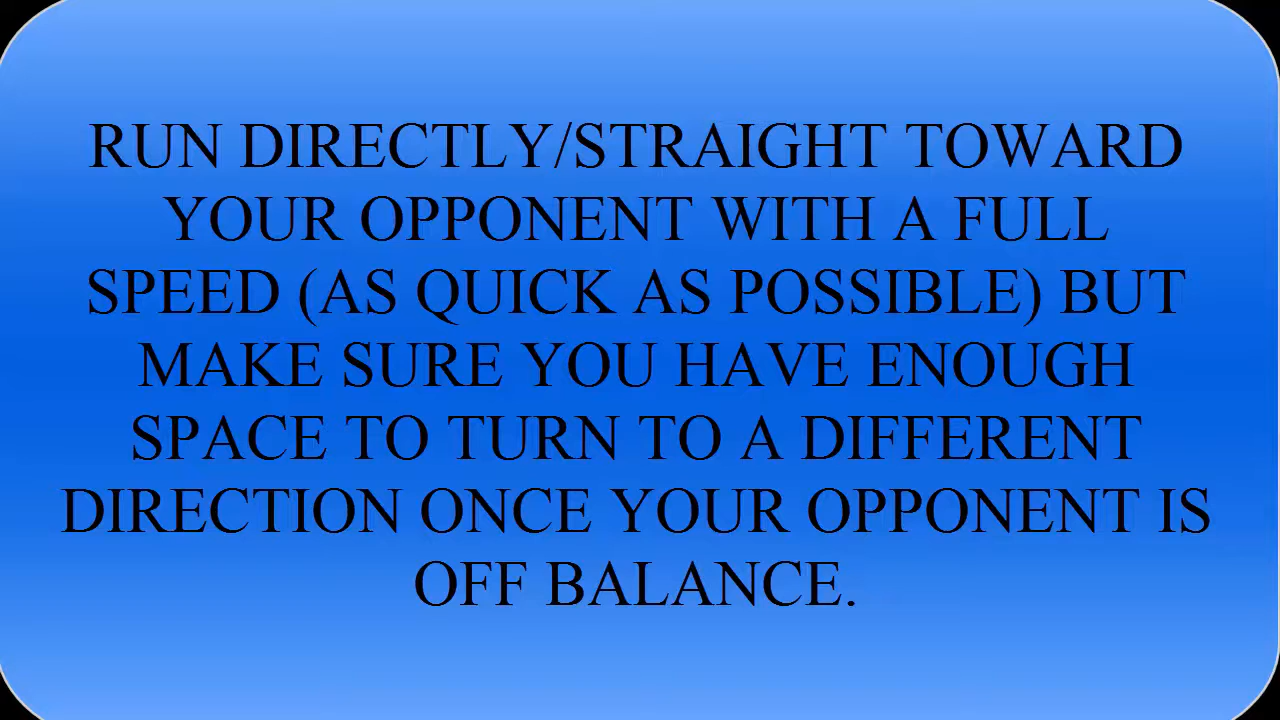 RUN DIRECTLY/STRAIGHT TOWARD
YOUR OPPONENT WITH A FULL
SPEED (AS QUICK AS POSSIBLE) BUT
MAKE SURE YOU HAVE ENOUGH
SPACE TO TURN TO A DIFFERENT
DIRECTION ONCE YOUR OPPONENT IS
OFF BALANCE.